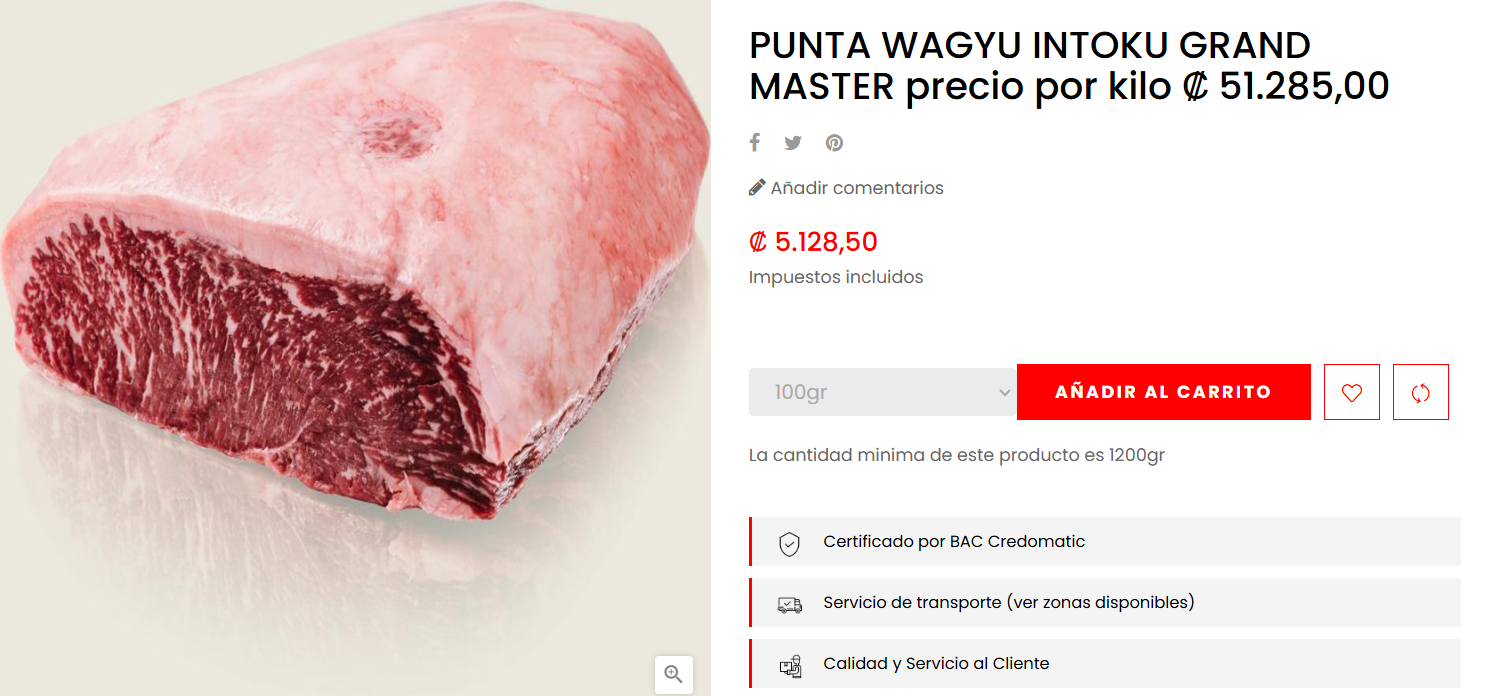 PUNTA WAGYU INTOKU GRAND
MASTER precio por kilo ₡ 51.285,00
Añadir comentarios
₡ 5.128,50
Impuestos incluidos
100gr
AÑADIR AL CARRITO
La cantidad minima de este producto es 1200gr
Certificado por BAC Credomatic
Servicio de transporte (ver zonas disponibles)
Calidad y Servicio al Cliente